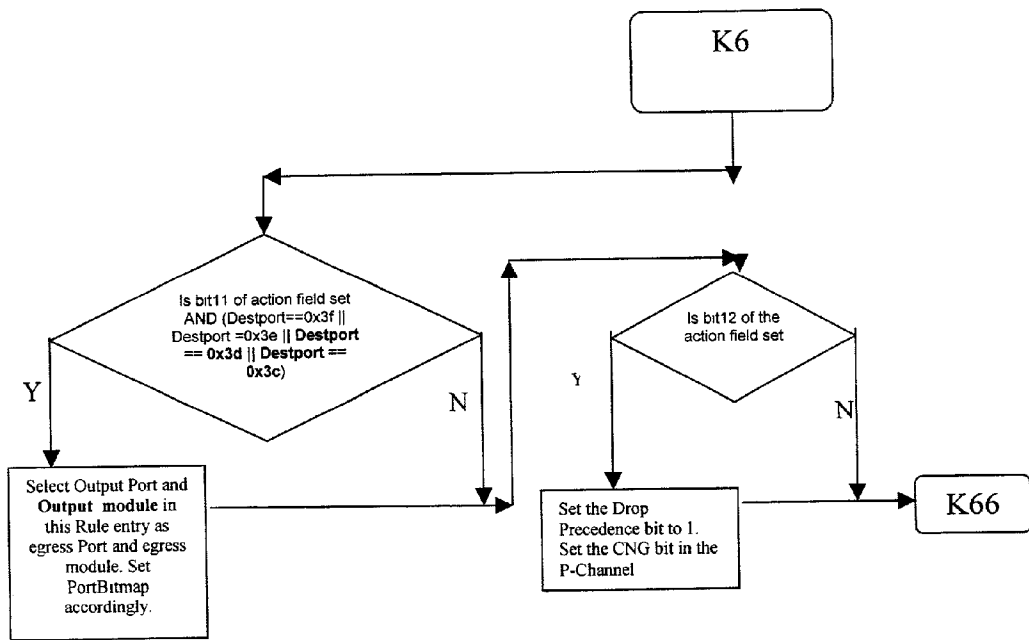 K6
Is bit11 of action field set
AND (Destport==0x3f ||
Destport =0x3e || Destport
== 0x3d || Destport ==
0x3c)
Y
N
Select Output Port and
Output module in
this Rule entry as
egress Port and egress
module. Set
PortBitmap
accordingly.
Is bit12 of the
action field set
Y
N
Set the Drop
Precedence bit to 1.
Set the CNG bit in the
P-Channel
K66